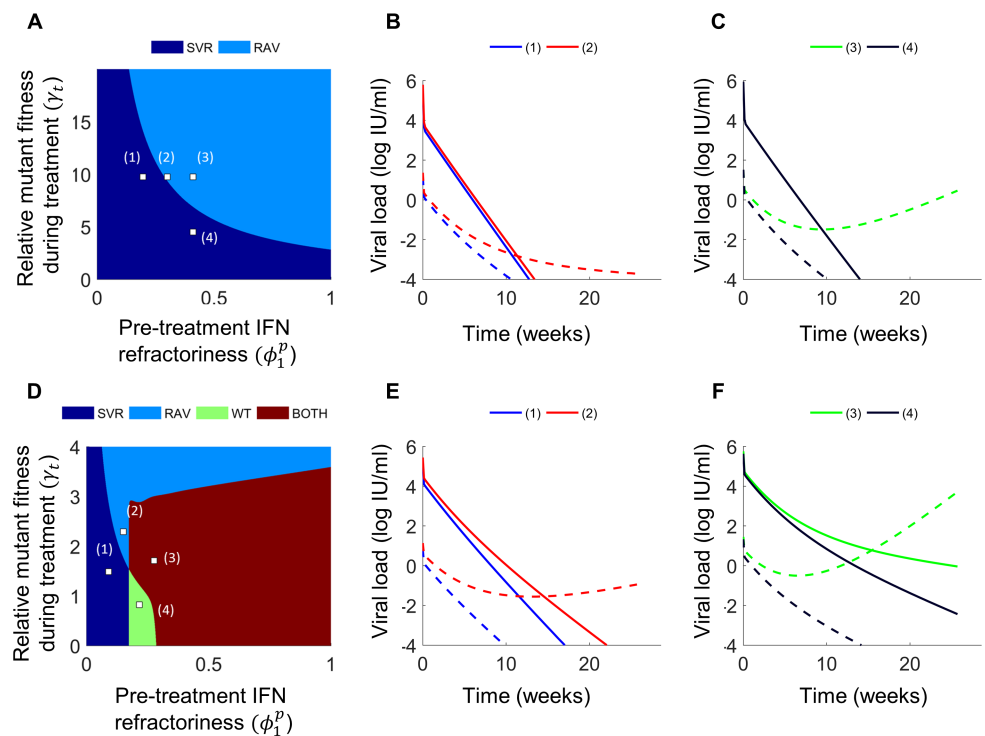 A
SVR RAV
Relative mutant fitness
during treatment (γt)
15
10
5
0
0 0.5 1
(1) (2) (3)
(4)
Pre-treatment IFN
refractoriness (ϕ₁ᵖ)
B
(1) (2)
Viral load (log IU/ml)
6
4
2
0
-2
-4
0 10 20
Time (weeks)
C
(3) (4)
Viral load (log IU/ml)
6
4
2
0
-2
-4
0 10 20
Time (weeks)
D
SVR RAV WT BOTH
Relative mutant fitness
during treatment (γt)
4
3
2
1
0
0 0.5 1
(2)
(1)
(3)
(4)
Pre-treatment IFN
refractoriness (ϕ₁ᵖ)
E
(1) (2)
Viral load (log IU/ml)
6
4
2
0
-2
-4
0 10 20
Time (weeks)
F
(3) (4)
Viral load (log IU/ml)
6
4
2
0
-2
-4
0 10 20
Time (weeks)